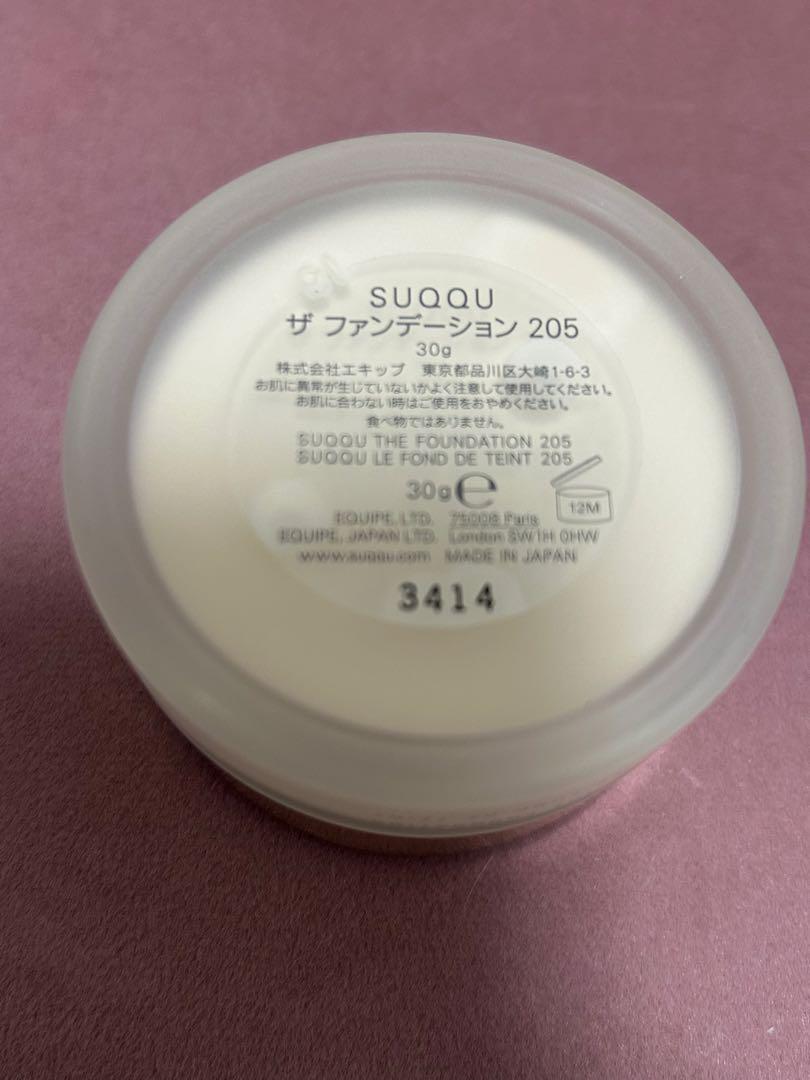 SUQQU
ザ ファンデーション 205
30g
株式会社エキップ 東京都品川区大崎1-6-3
お肌に異常が生じていないかよく注意して使用してください。
お肌に合わない時はご使用をおやめください。
食べ物ではありません。
SUQQU THE FOUNDATION 205
SUQQU LE FOND DE TEINT 205
30g℮ 12M
EQUIPE, LTD. 75008 Paris
EQUIPE, JAPAN LTD. London SW1H 0HW
www.suqqu.com MADE IN JAPAN
3414